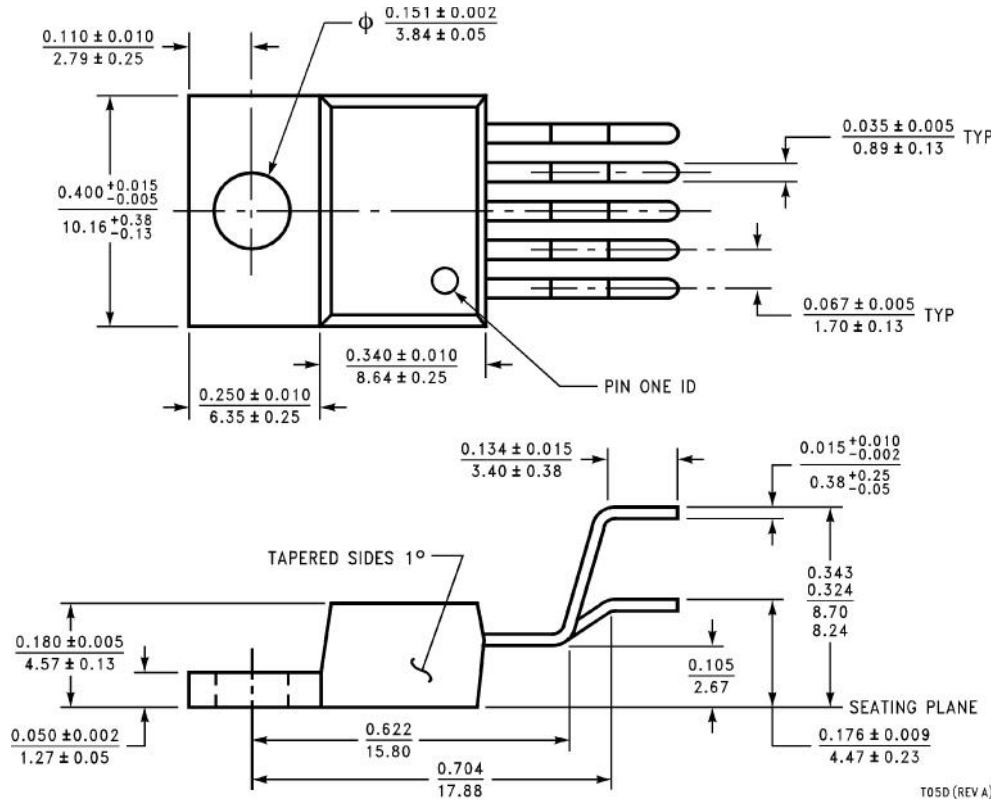 ϕ 0.151 ± 0.002
3.84 ± 0.05
0.110 ± 0.010
2.79 ± 0.25
0.035 ± 0.005 TYP
0.89 ± 0.13
0.400 +0.015 -0.005
10.16 +0.38 -0.13
0.067 ± 0.005 TYP
1.70 ± 0.13
0.340 ± 0.010
8.64 ± 0.25
PIN ONE ID
0.250 ± 0.010
6.35 ± 0.25
0.134 ± 0.015
3.40 ± 0.38
0.015 +0.010 -0.002
0.38 +0.25 -0.05
TAPERED SIDES 1°
0.343
0.324
8.70
8.24
0.180 ±0.005
4.57 ± 0.13
0.105
2.67
SEATING PLANE
0.050 ±0.002
1.27 ± 0.05
0.622
15.80
0.176 ± 0.009
4.47 ± 0.23
0.704
17.88
T05D (REV A)